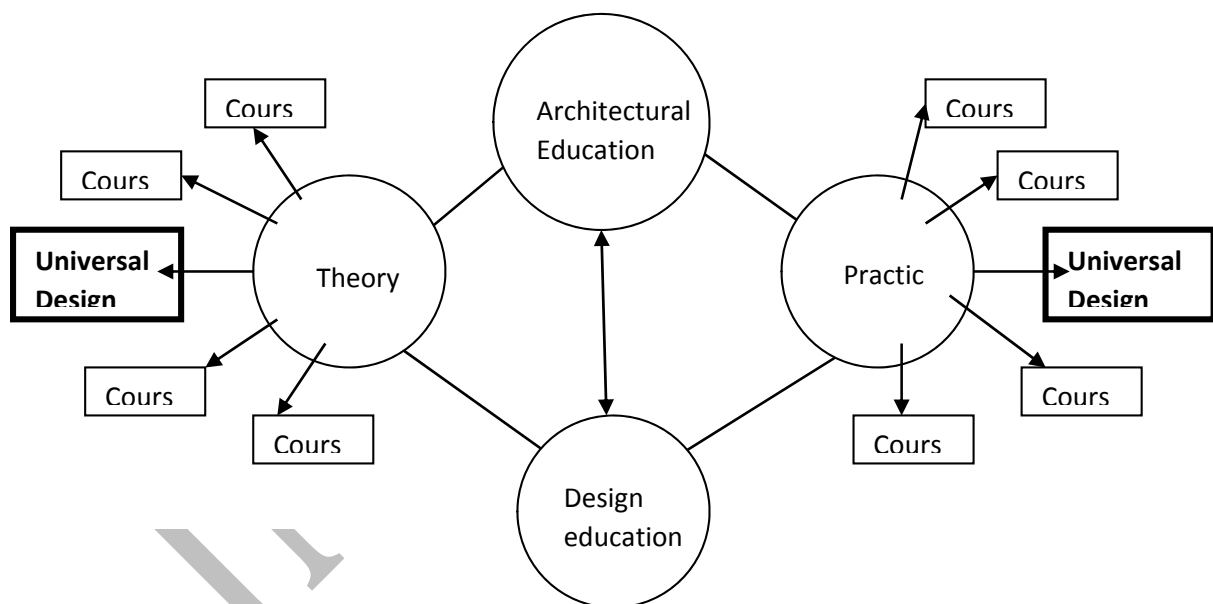 Architectural
Education
Cours
Cours
Cours
Cours
Universal
Design
Theory
Practic
Universal
Design
Cours
Cours
Cours
Cours
Design
education